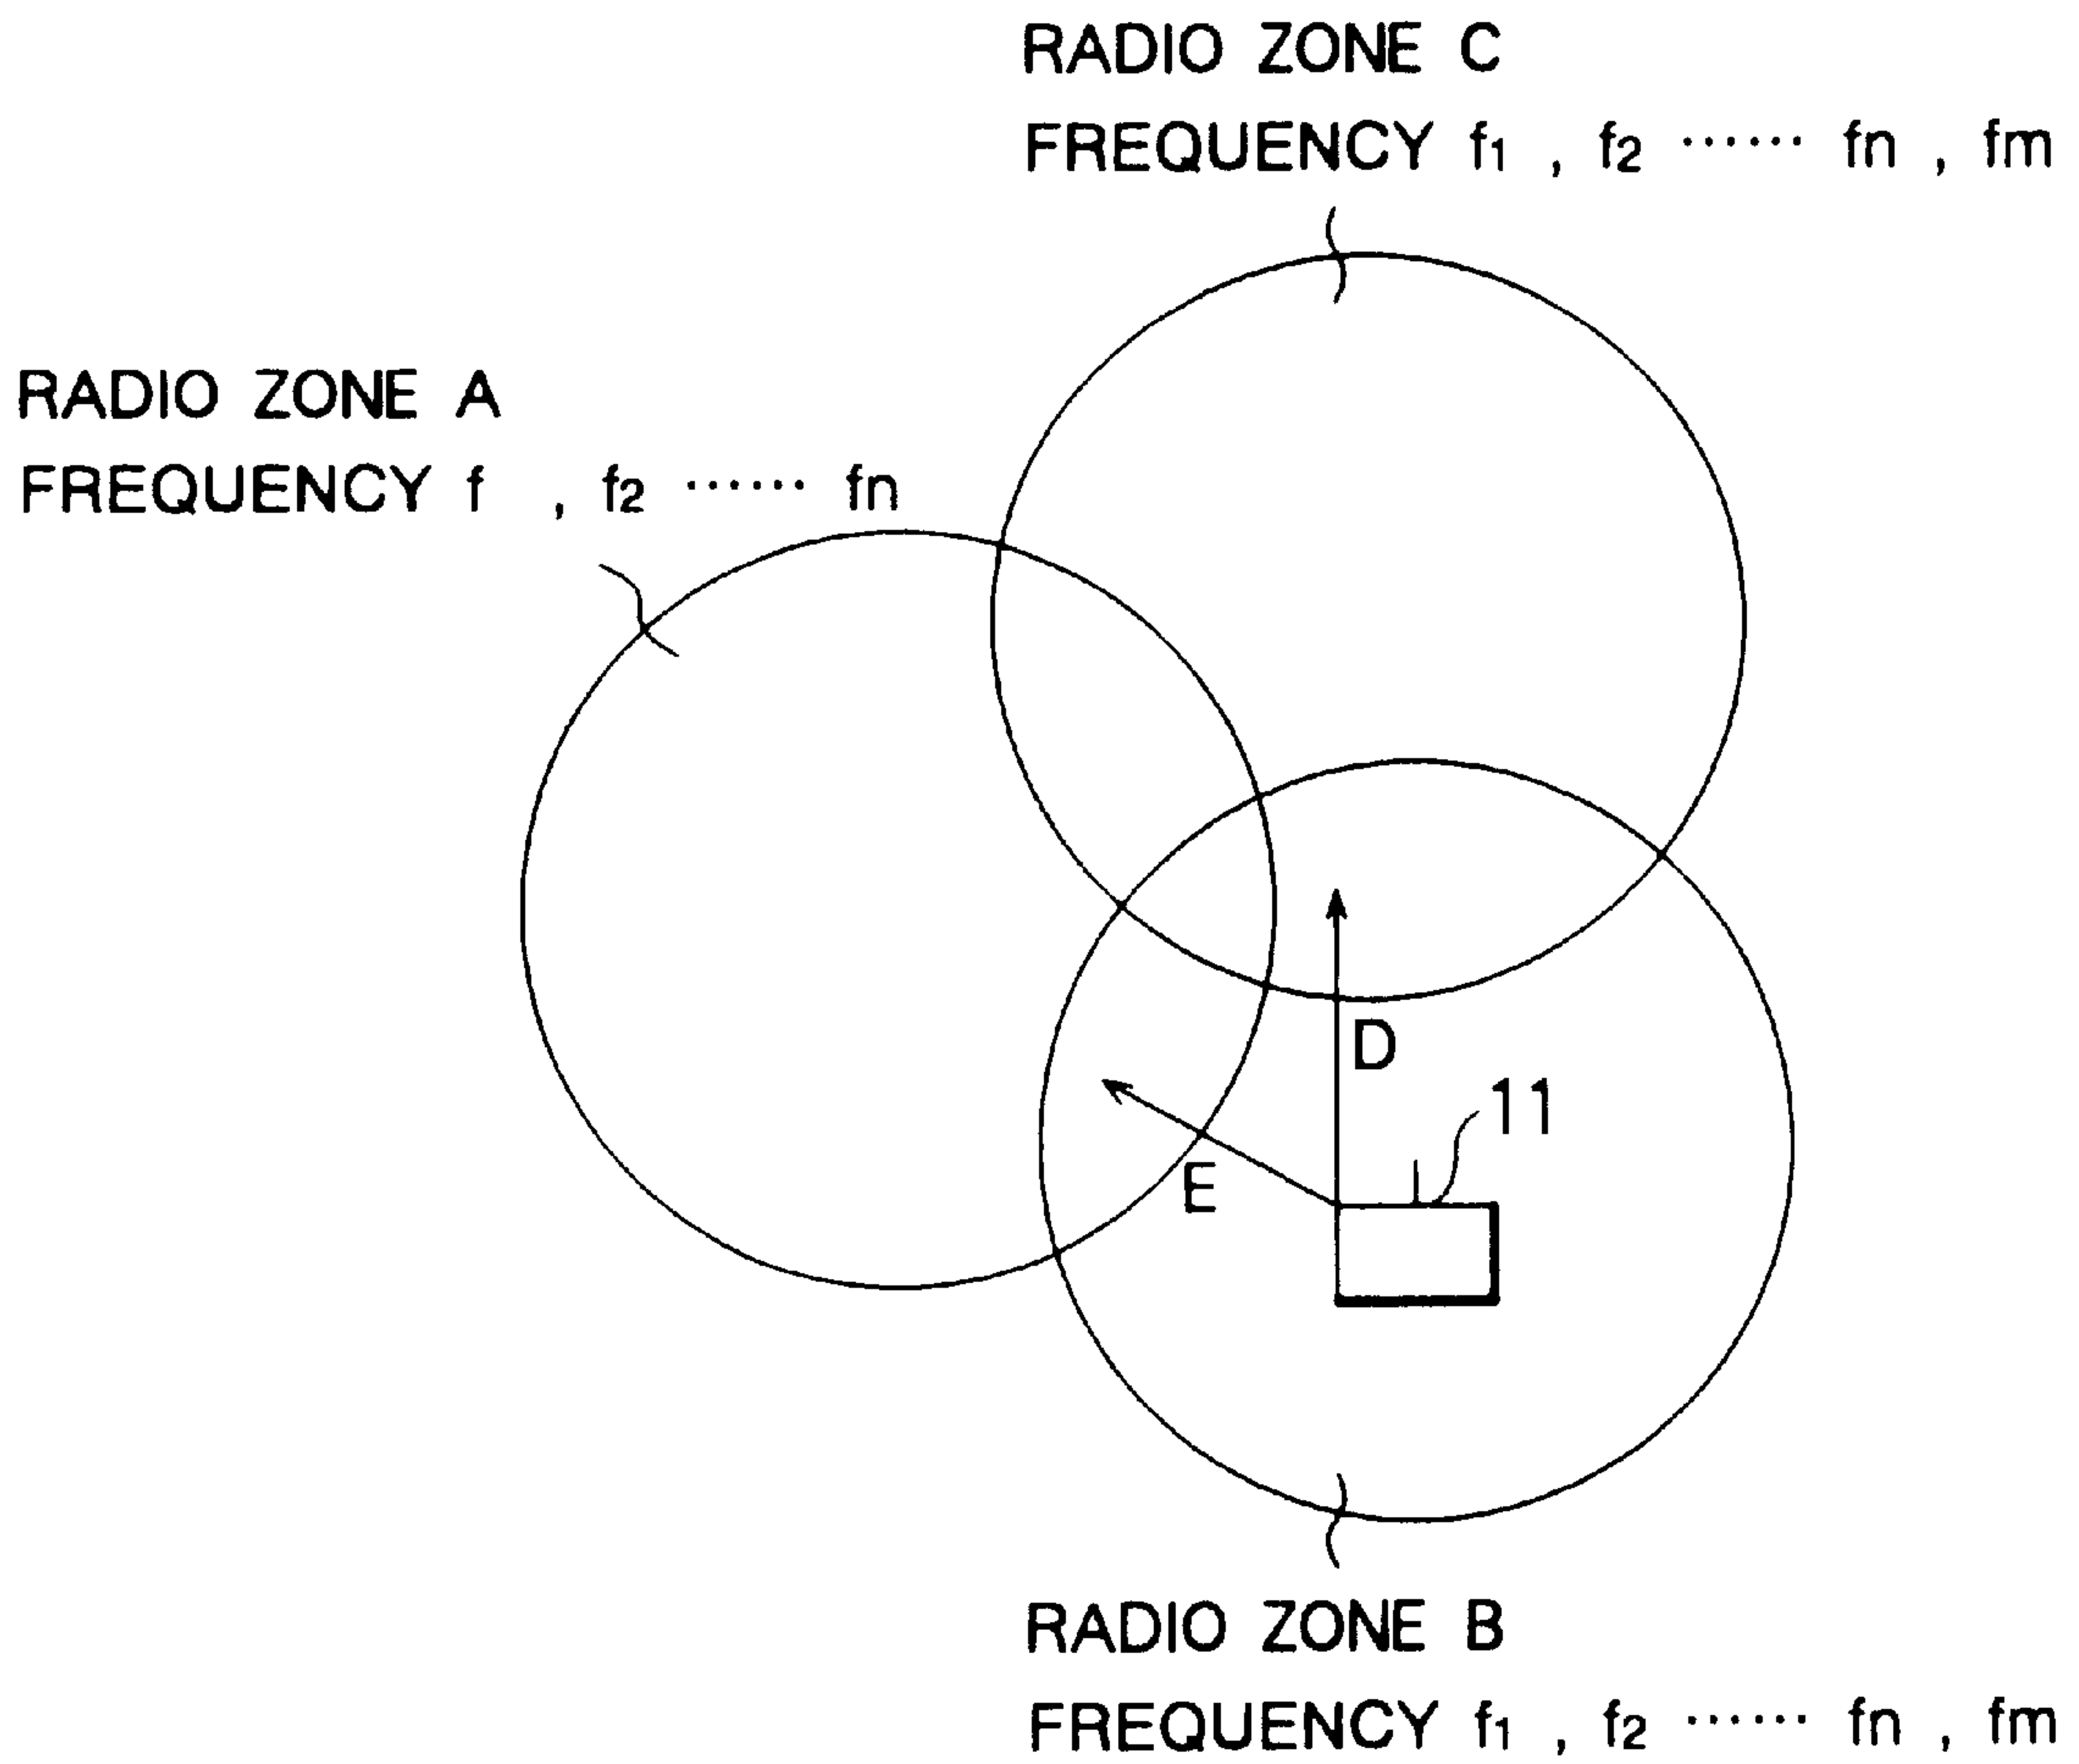 RADIO ZONE C
FREQUENCY f1 , f2 ...... fn , fm
RADIO ZONE A
FREQUENCY f , f2 ...... fn
D
11
E
RADIO ZONE B
FREQUENCY f1 , f2 ...... fn , fm